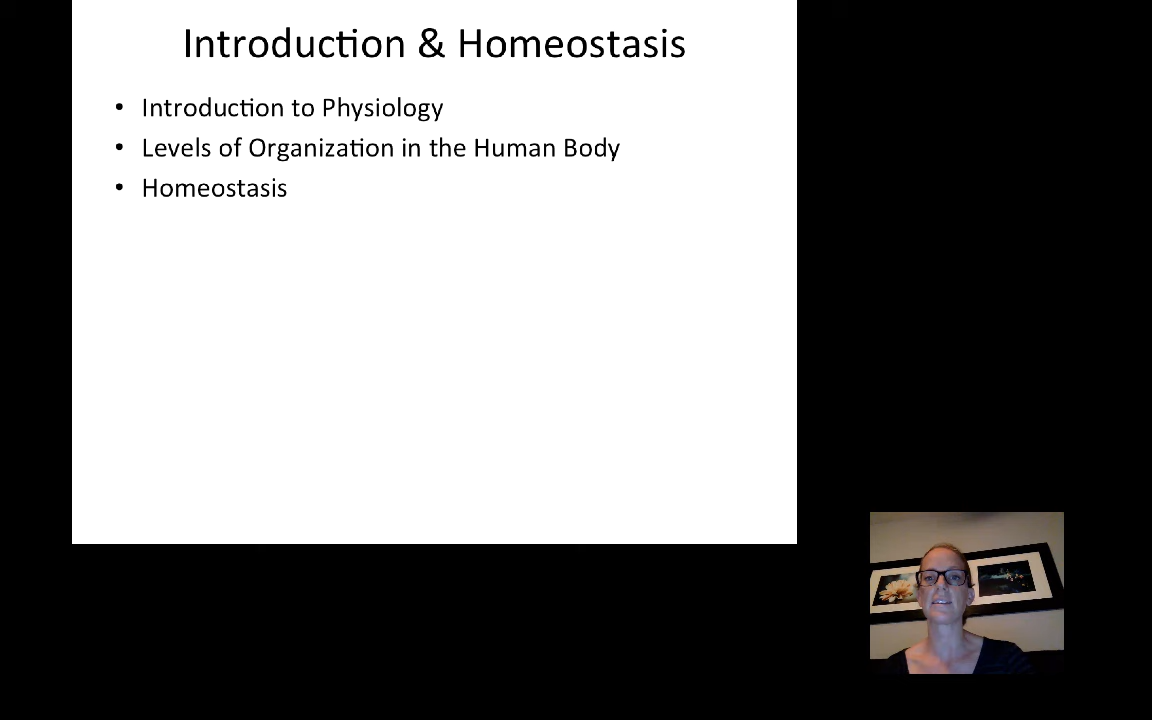 Introduction & Homeostasis
• Introduction to Physiology
• Levels of Organization in the Human Body
• Homeostasis